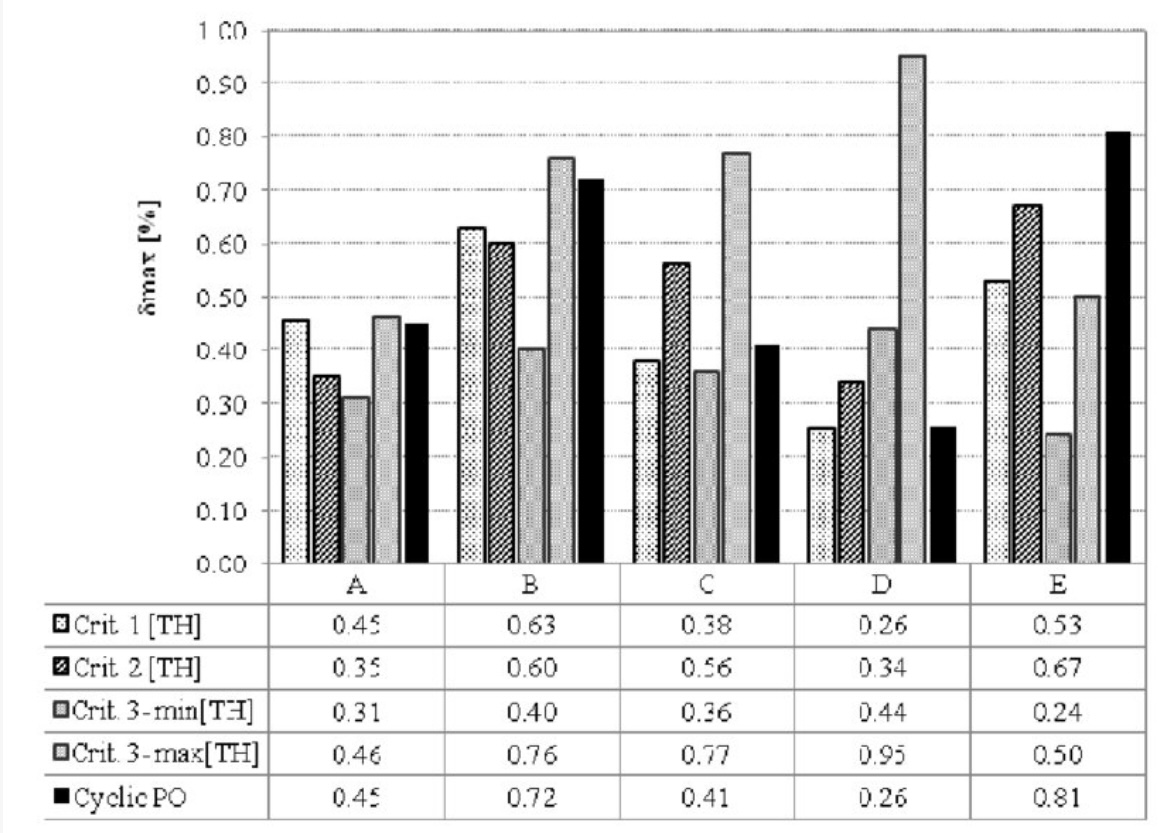 δmax [%]
1.00
0.90
0.80
0.70
0.60
0.50
0.40
0.30
0.20
0.10
0.00
A B C D E
Crit. 1 [TH] 0.45 0.63 0.38 0.26 0.53
Crit. 2 [TH] 0.35 0.60 0.56 0.34 0.67
Crit. 3-min[TH] 0.31 0.40 0.36 0.44 0.24
Crit. 3-max[TH] 0.46 0.76 0.77 0.95 0.50
Cyclic PO 0.45 0.72 0.41 0.26 0.81